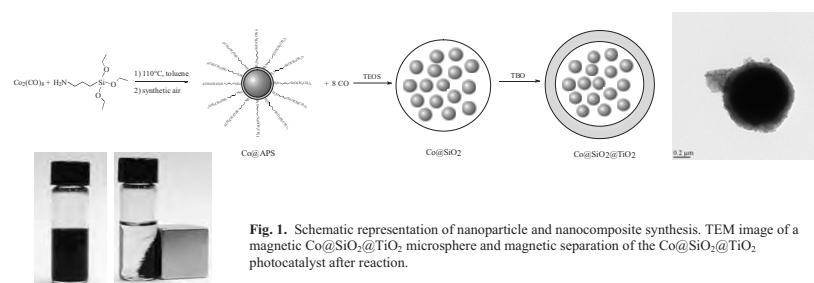 Co₂(CO)₈ + H₂N
Si
O
O
O
1) 110°C, toluene
2) synthetic air
+ 8 CO
TEOS
TBO
Co@APS
Co@SiO2
Co@SiO₂@TiO₂
0.2 μm
Fig. 1. Schematic representation of nanoparticle and nanocomposite synthesis. TEM image of a
magnetic Co@SiO₂@TiO₂ microsphere and magnetic separation of the Co@SiO₂@TiO₂
photocatalyst after reaction.